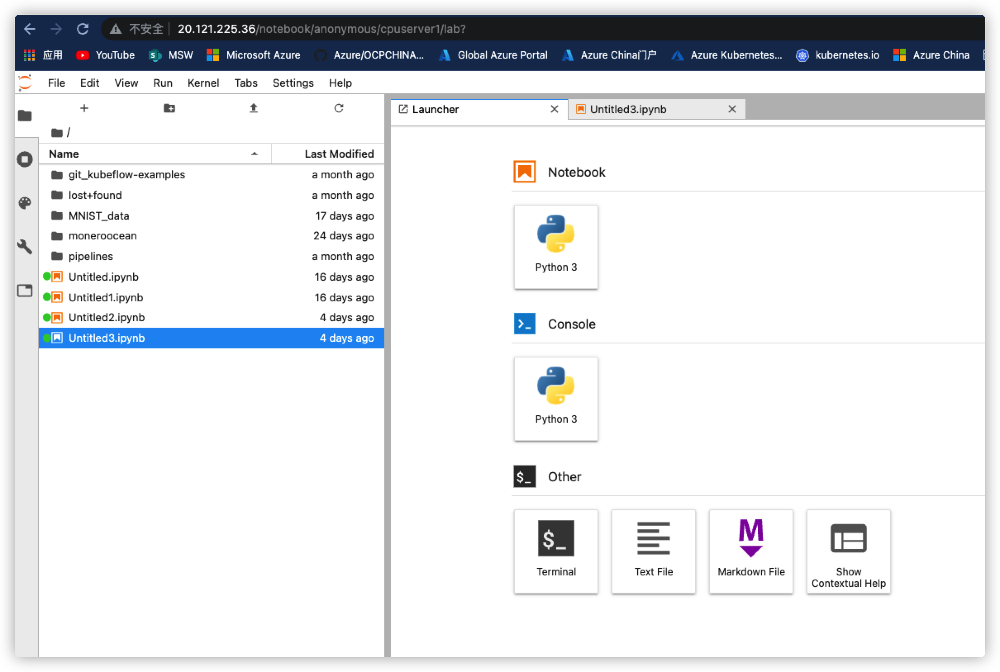 不安全 | 20.121.225.36/notebook/anonymous/cpuserver1/lab?
应用 YouTube MSW Microsoft Azure Azure/OCPCHINA... Global Azure Portal Azure China门户 Azure Kubernetes... kubernetes.io Azure China
File Edit View Run Kernel Tabs Settings Help
Launcher Untitled3.ipynb
/
Name Last Modified
git_kubeflow-examples a month ago
lost+found a month ago
MNIST_data 17 days ago
moneroocean 24 days ago
pipelines a month ago
Untitled.ipynb 16 days ago
Untitled1.ipynb 16 days ago
Untitled2.ipynb 4 days ago
Untitled3.ipynb 4 days ago
Notebook
Python 3
Console
Python 3
$_ Other
$_
M
Terminal Text File Markdown File Show
Contextual Help